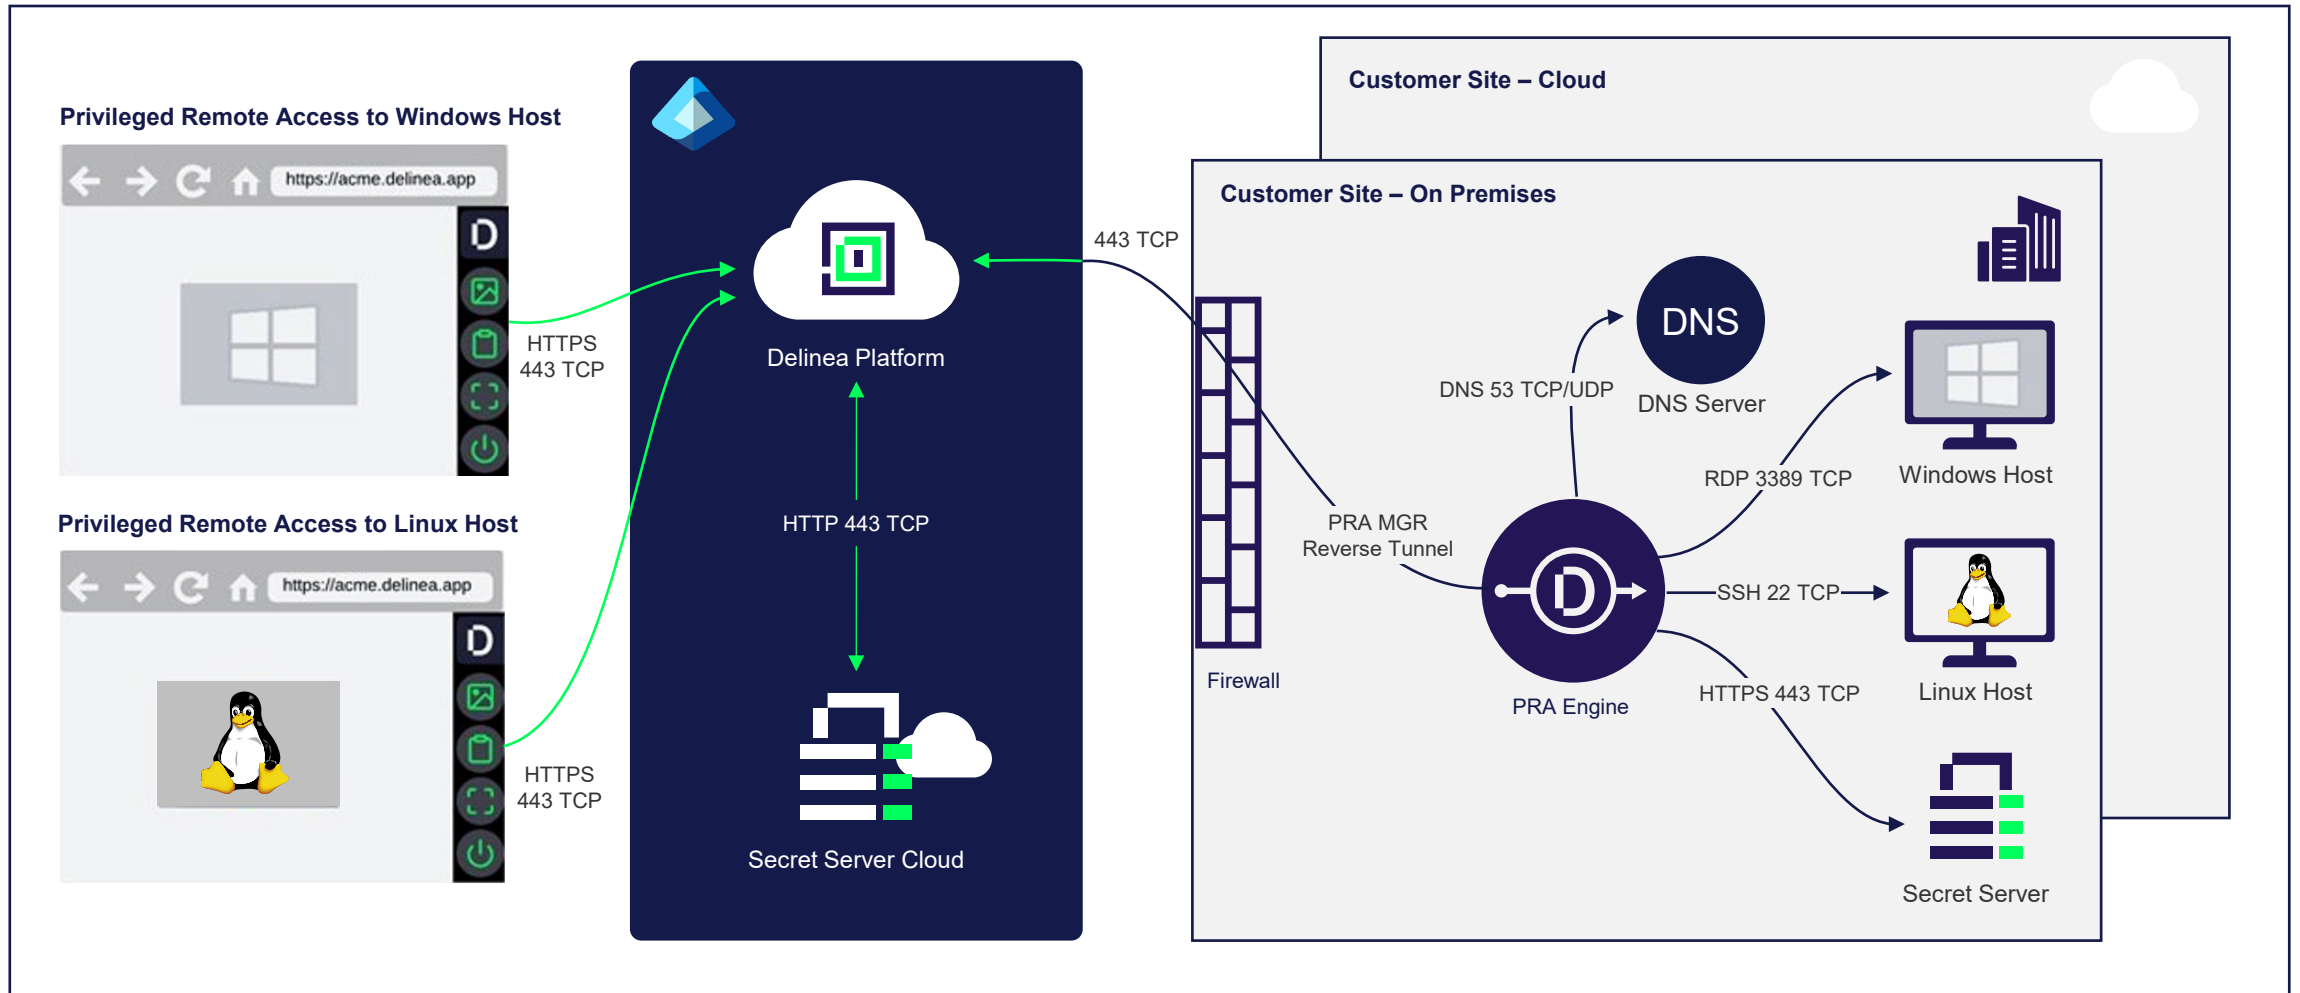 Privileged Remote Access to Windows Host
https://acme.delinea.app
D
HTTPS
443 TCP
Privileged Remote Access to Linux Host
https://acme.delinea.app
D
HTTPS
443 TCP
Delinea Platform
HTTP 443 TCP
Secret Server Cloud
443 TCP
Customer Site – Cloud
Customer Site – On Premises
Firewall
PRA MGR
Reverse Tunnel
DNS 53 TCP/UDP
DNS
DNS Server
D
PRA Engine
RDP 3389 TCP
Windows Host
SSH 22 TCP
Linux Host
HTTPS 443 TCP
Secret Server